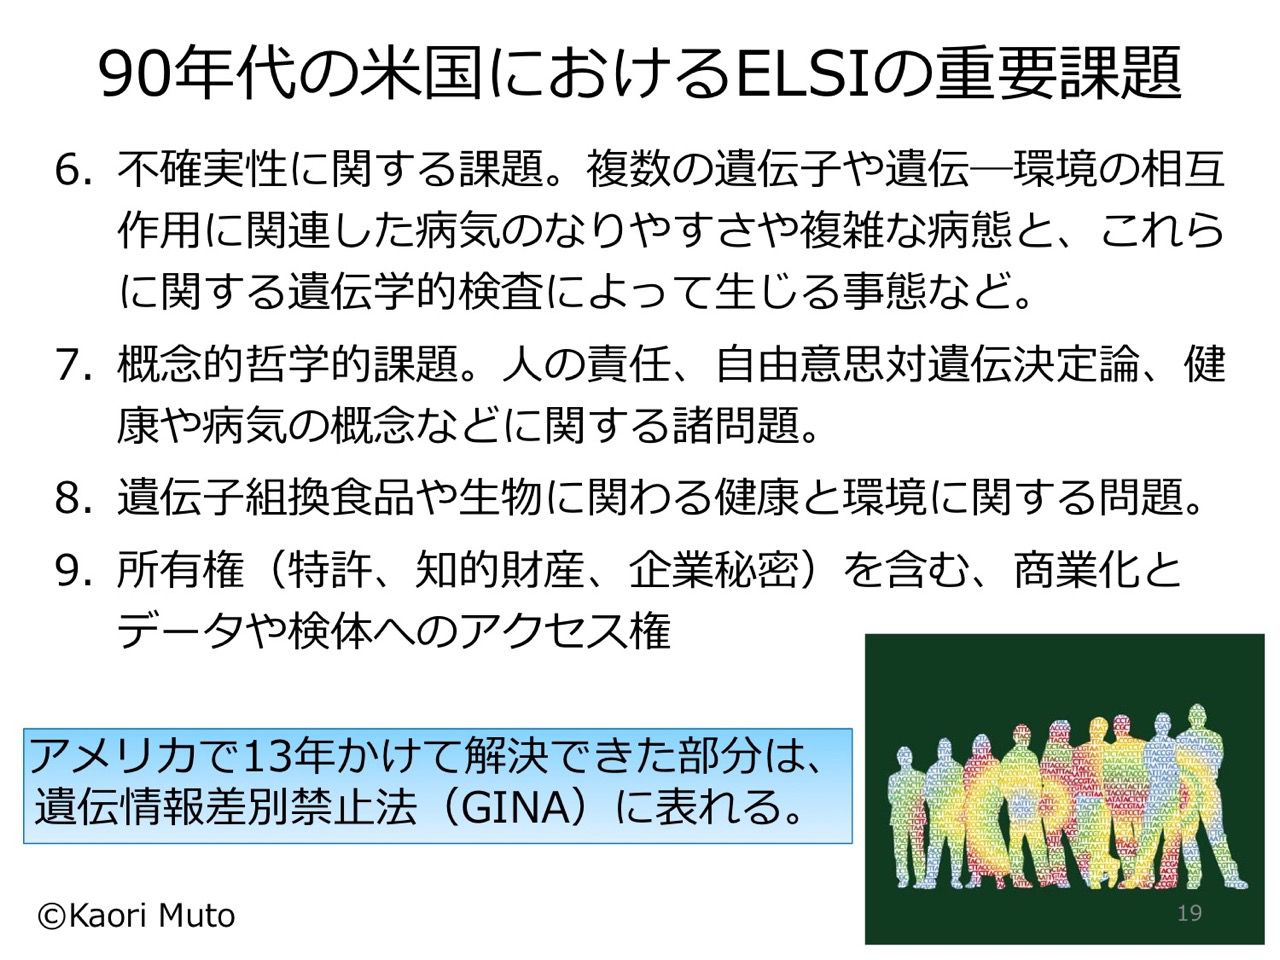 90年代の米国におけるELSIの重要課題
6. 不確実性に関する課題。複数の遺伝子や遺伝―環境の相互
作用に関連した病気のなりやすさや複雑な病態と、これら
に関する遺伝学的検査によって生じる事態など。
7. 概念的哲学的課題。人の責任、自由意思対遺伝決定論、健
康や病気の概念などに関する諸問題。
8. 遺伝子組換食品や生物に関わる健康と環境に関する問題。
9. 所有権（特許、知的財産、企業秘密）を含む、商業化と
データや検体へのアクセス権
アメリカで13年かけて解決できた部分は、
遺伝情報差別禁止法（GINA）に表れる。
©Kaori Muto
19